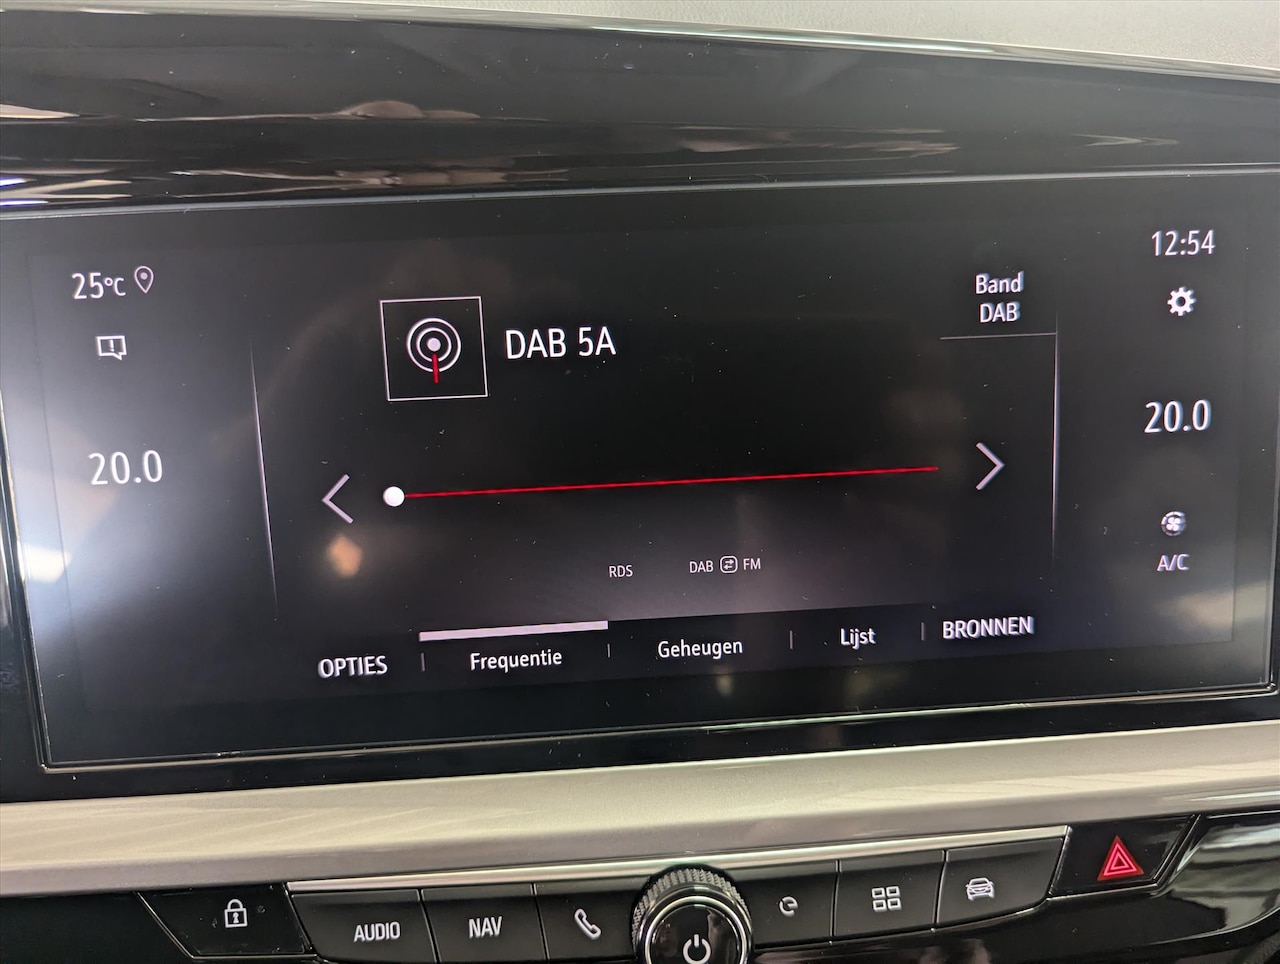 25°C
12:54
Band
DAB
DAB 5A
20.0
20.0
RDS
DAB FM
A/C
OPTIES
Frequentie
Geheugen
Lijst
BRONNEN
AUDIO
NAV